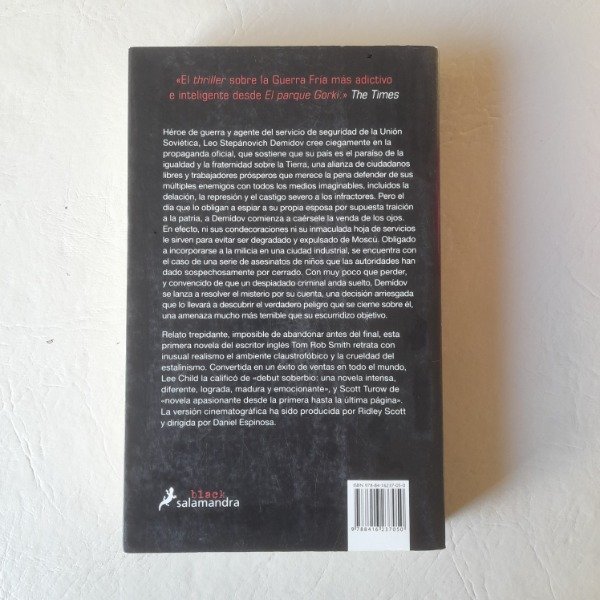 «El thriller sobre la Guerra Fría más adictivo
e inteligente desde El parque Gorki.» The Times
Héroe de guerra y agente del servicio de seguridad de la Unión
Soviética, Leo Stepánovich Demidov cree ciegamente en la
propaganda oficial, que sostiene que su país es el paraíso de la
igualdad y la fraternidad sobre la Tierra, una alianza de ciudadanos
libres y trabajadores prósperos que merece la pena defender de sus
múltiples enemigos con todos los medios imaginables, incluidos la
delación, la represión y el castigo severo a los infractores. Pero el
día que lo obligan a espiar a su propia esposa por supuesta traición
a la patria, a Demidov comienza a caérsele la venda de los ojos.
En efecto, ni sus condecoraciones ni su inmaculada hoja de servicios
le sirven para evitar ser degradado y expulsado de Moscú. Obligado
a incorporarse a la milicia en una ciudad industrial, se encuentra con
el caso de una serie de asesinatos de niños que las autoridades han
dado sospechosamente por cerrado. Con muy poco que perder,
y convencido de que un despiadado criminal anda suelto, Demidov
se lanza a resolver el misterio por su cuenta, una decisión arriesgada
que lo llevará a descubrir el verdadero peligro que se cierne sobre él,
una amenaza mucho más temible que su escurridizo objetivo.
Relato trepidante, imposible de abandonar antes del final, esta
primera novela del escritor inglés Tom Rob Smith retrata con
inusual realismo el ambiente claustrofóbico y la crueldad del
estalinismo. Convertida en un éxito de ventas en todo el mundo,
Lee Child la calificó de «debut soberbio: una novela intensa,
diferente, lograda, madura y emocionante», y Scott Turow de
«novela apasionante desde la primera hasta la última página».
La versión cinematográfica ha sido producida por Ridley Scott
y dirigida por Daniel Espinosa.
black
salamandra
ISBN 978-84-16237-05-0
9 788416 237050